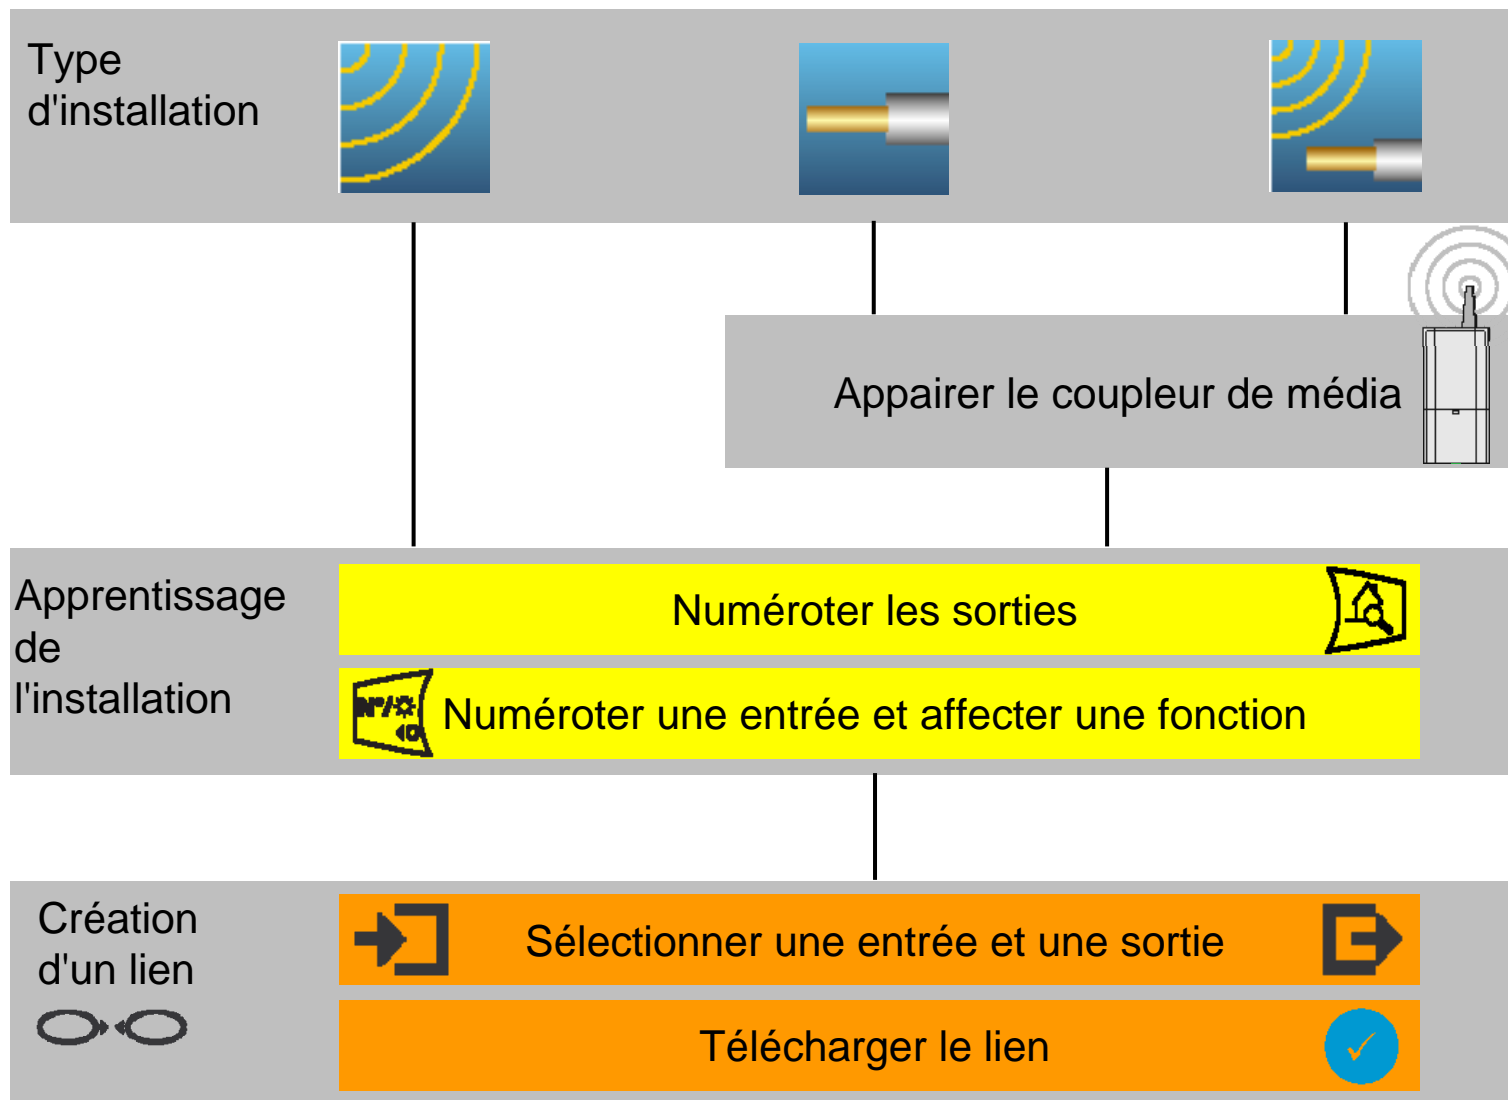 Type
d'installation
Appairer le coupleur de média
Apprentissage
de
l'installation
Numéroter les sorties
N°/
Numéroter une entrée et affecter une fonction
Création
d'un lien
Sélectionner une entrée et une sortie
Télécharger le lien